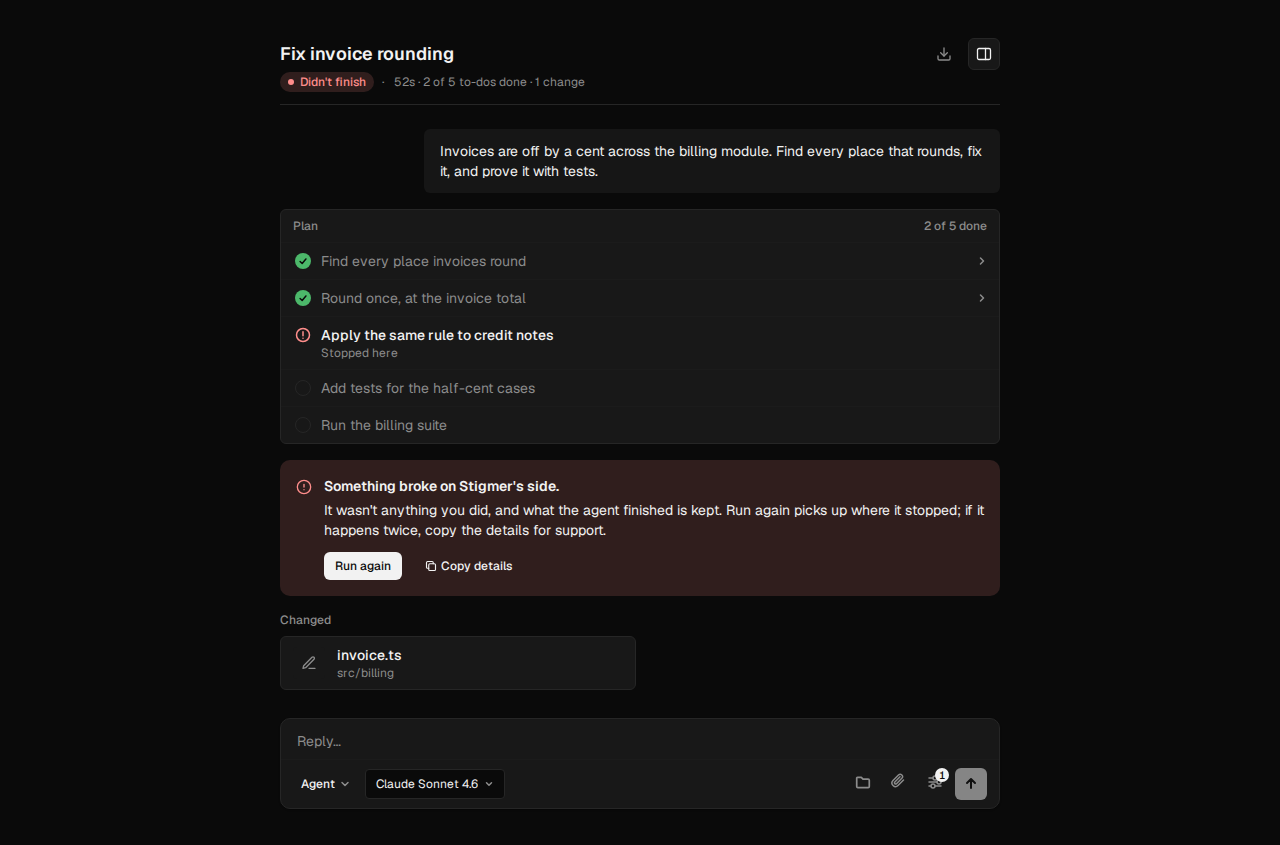 Fix invoice rounding
Didn't finish · 52s · 2 of 5 to-dos done · 1 change
Invoices are off by a cent across the billing module. Find every place that rounds, fix
it, and prove it with tests.
Plan 2 of 5 done
Find every place invoices round
Round once, at the invoice total
Apply the same rule to credit notes
Stopped here
Add tests for the half-cent cases
Run the billing suite
Something broke on Stigmer's side.
It wasn't anything you did, and what the agent finished is kept. Run again picks up where it stopped; if it
happens twice, copy the details for support.
Run again Copy details
Changed
invoice.ts
src/billing
Reply...
Agent Claude Sonnet 4.6 1